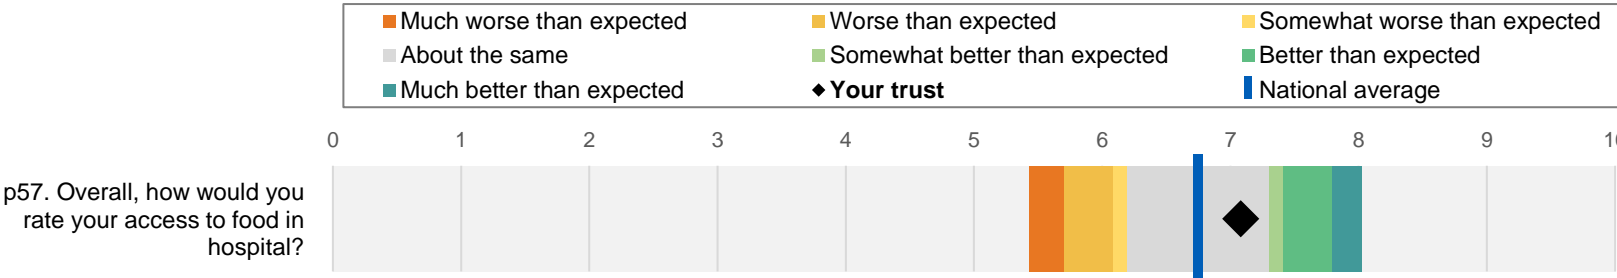 Much worse than expected
Worse than expected
Somewhat worse than expected
About the same
Somewhat better than expected
Better than expected
Much better than expected
Your trust
National average
0 1 2 3 4 5 6 7 8 9 10
p57. Overall, how would you
rate your access to food in
hospital?